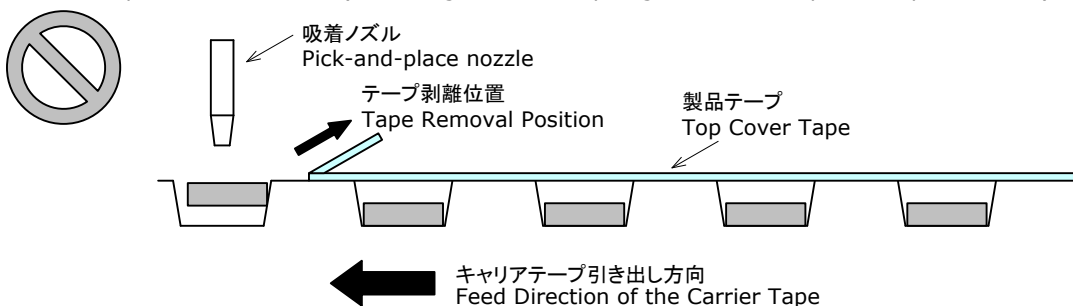 吸着ノズル
Pick-and-place nozzle
テープ剥離位置
Tape Removal Position
製品テープ
Top Cover Tape
キャリアテープ引き出し方向
Feed Direction of the Carrier Tape